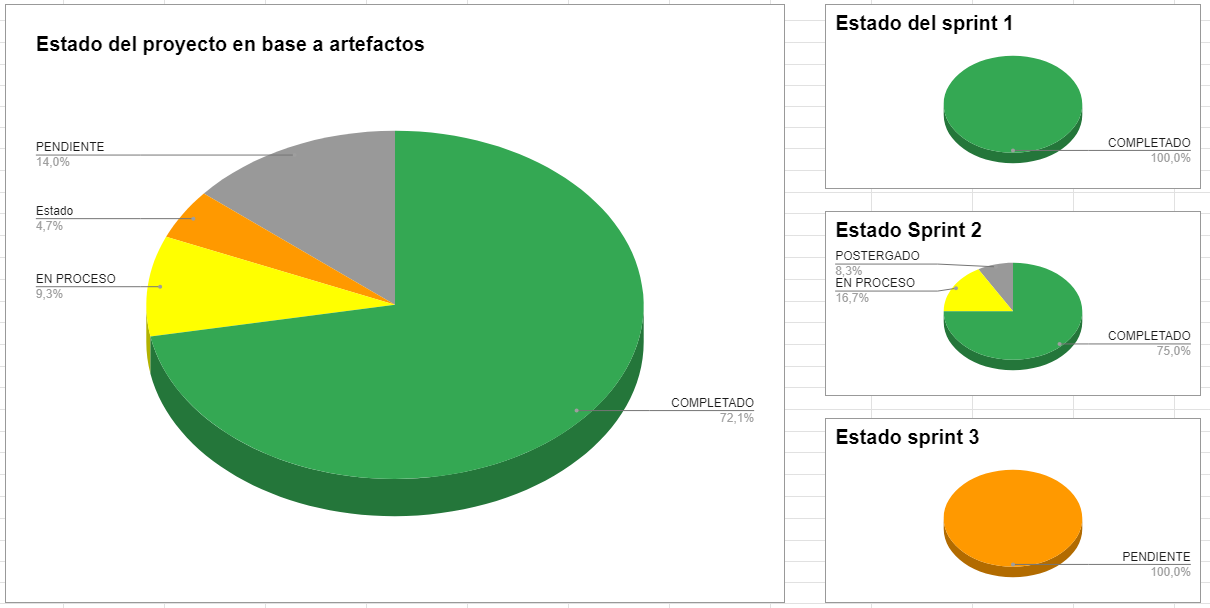 Estado del proyecto en base a artefactos
PENDIENTE
14,0%
Estado
4,7%
EN PROCESO
9,3%
COMPLETADO
72,1%
Estado del sprint 1
COMPLETADO
100,0%
Estado Sprint 2
POSTERGADO
8,3%
EN PROCESO
16,7%
COMPLETADO
75,0%
Estado sprint 3
PENDIENTE
100,0%